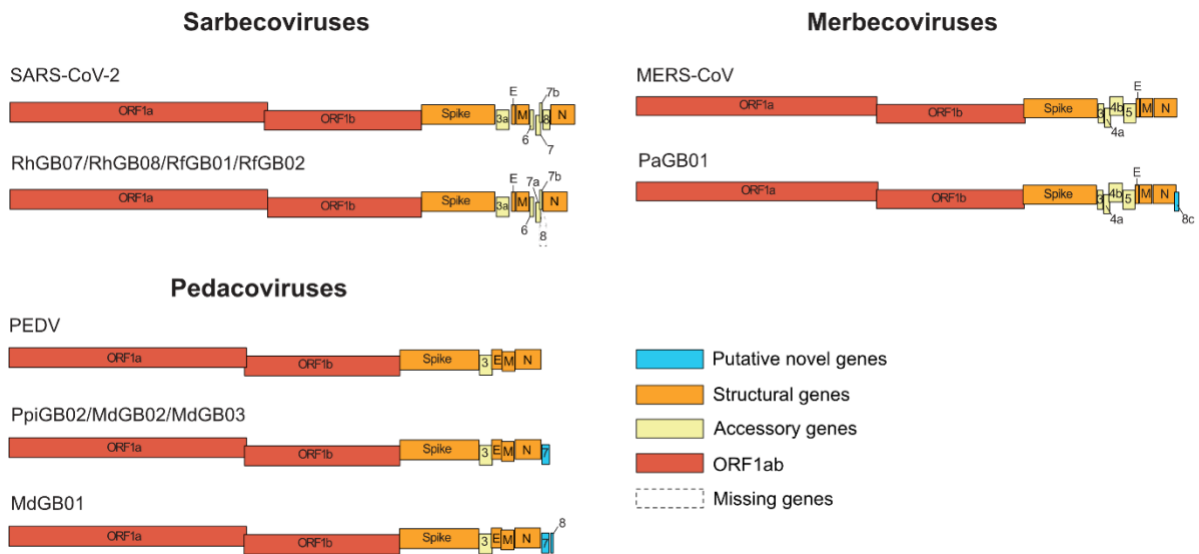 Sarbecoviruses
SARS-CoV-2
ORF1a ORF1b Spike 3a E M 6 7b 7 8 N
RhGB07/RhGB08/RfGB01/RfGB02
ORF1a ORF1b Spike 3a E M 6 7a 7b 8 N
Merbecoviruses
MERS-CoV
ORF1a ORF1b Spike 3 4a 4b 5 E M N
PaGB01
ORF1a ORF1b Spike 3 4a 4b 5 E M N 8c
Pedacoviruses
PEDV
ORF1a ORF1b Spike 3 E M N
PpiGB02/MdGB02/MdGB03
ORF1a ORF1b Spike 3 E M N 7
MdGB01
ORF1a ORF1b Spike 3 E M N 7 8
Putative novel genes
Structural genes
Accessory genes
ORF1ab
Missing genes